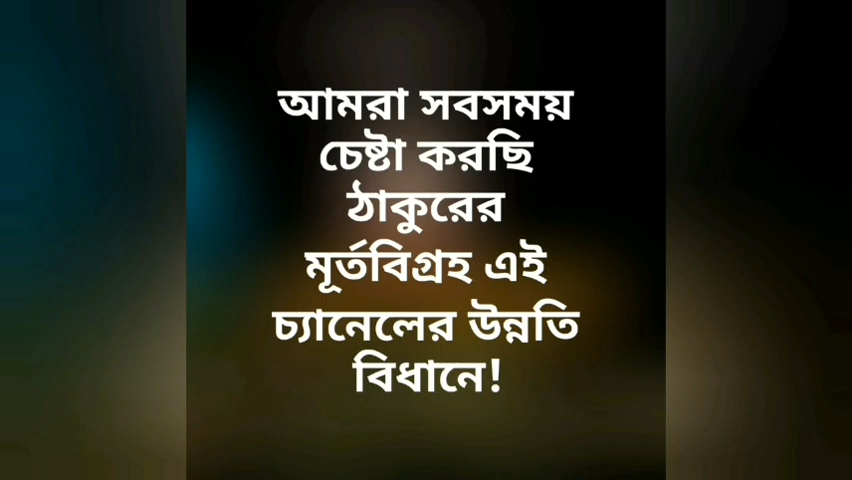 আমরা সবসময়
চেষ্টা করছি
ঠাকুরের
মূর্তবিগ্রহ এই
চ্যানেলের উন্নতি
বিধানে!